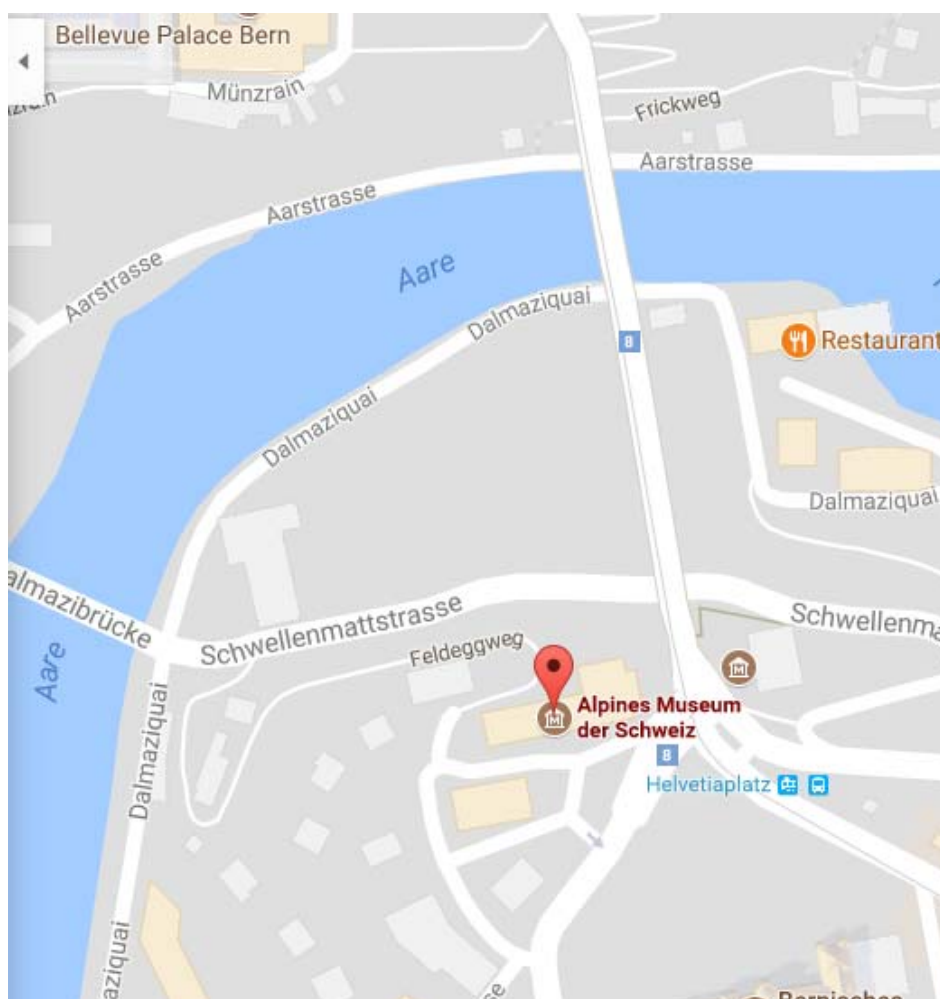 Bellevue Palace Bern
Münzrain
Frickweg
Aarstrasse
Aarstrasse
Aarstrasse
Aare
Dalmaziquai
8
Restaurant
Dalmaziquai
Dalmaziquai
Schwellenmattstrasse
Feldeggweg
Aare
Alpines Museum
der Schweiz
8
Helvetiaplatz
Dalmaziquai